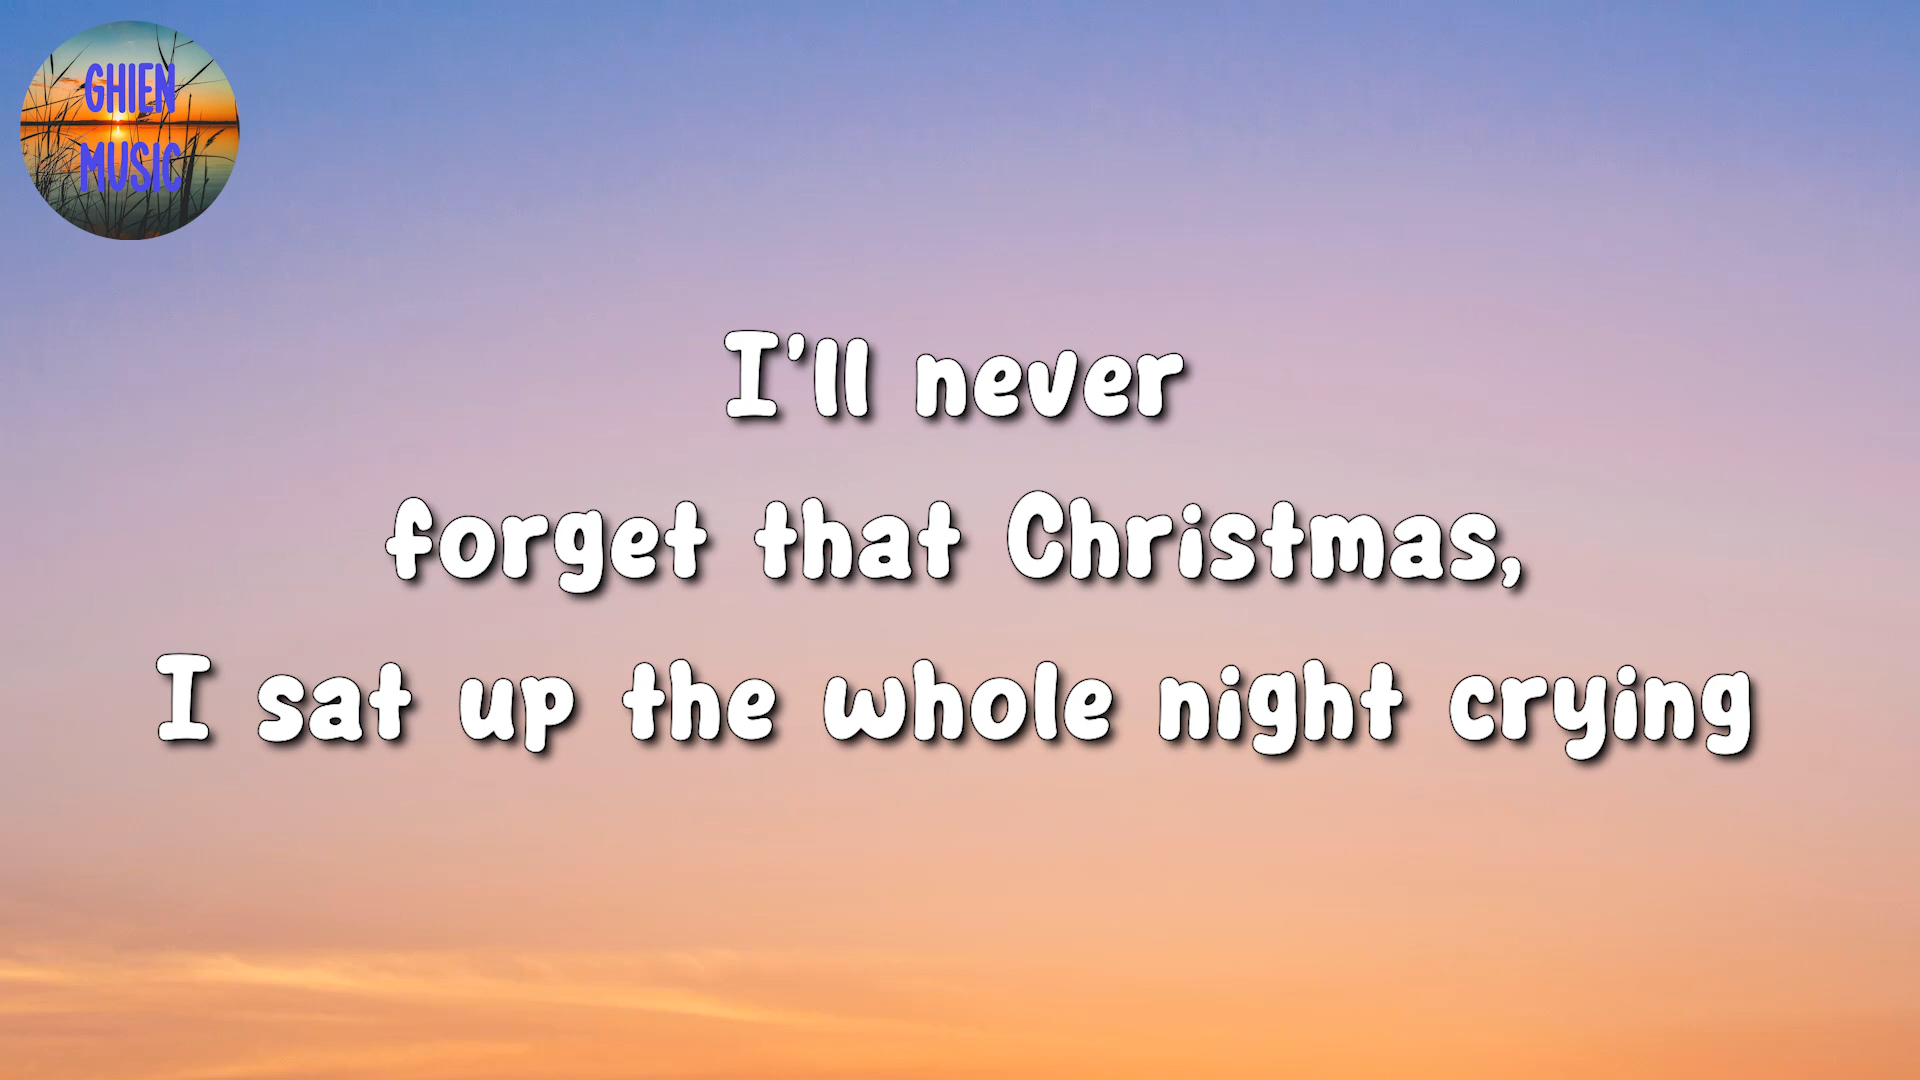 GHIEN
MUSIC
I'll never
forget that Christmas,
I sat up the whole night crying